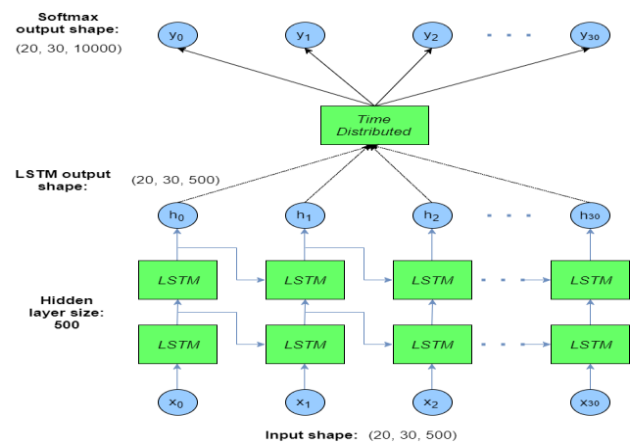 Softmax
output shape:
(20, 30, 10000)
y0 y1 y2 y30
Time
Distributed
LSTM output
shape:
(20, 30, 500)
h0 h1 h2 h30
LSTM LSTM LSTM LSTM
Hidden
layer size:
500
LSTM LSTM LSTM LSTM
x0 x1 x2 x30
Input shape: (20, 30, 500)